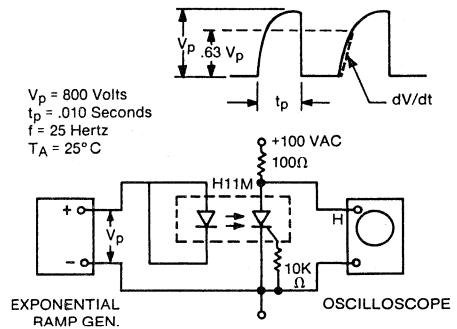 Vp
.63 Vp
tp
dV/dt
Vp = 800 Volts
tp = .010 Seconds
f = 25 Hertz
TA = 25° C
+100 VAC
100Ω
H11M
+
Vp
−
H
10K
Ω
EXPONENTIAL
RAMP GEN.
OSCILLOSCOPE